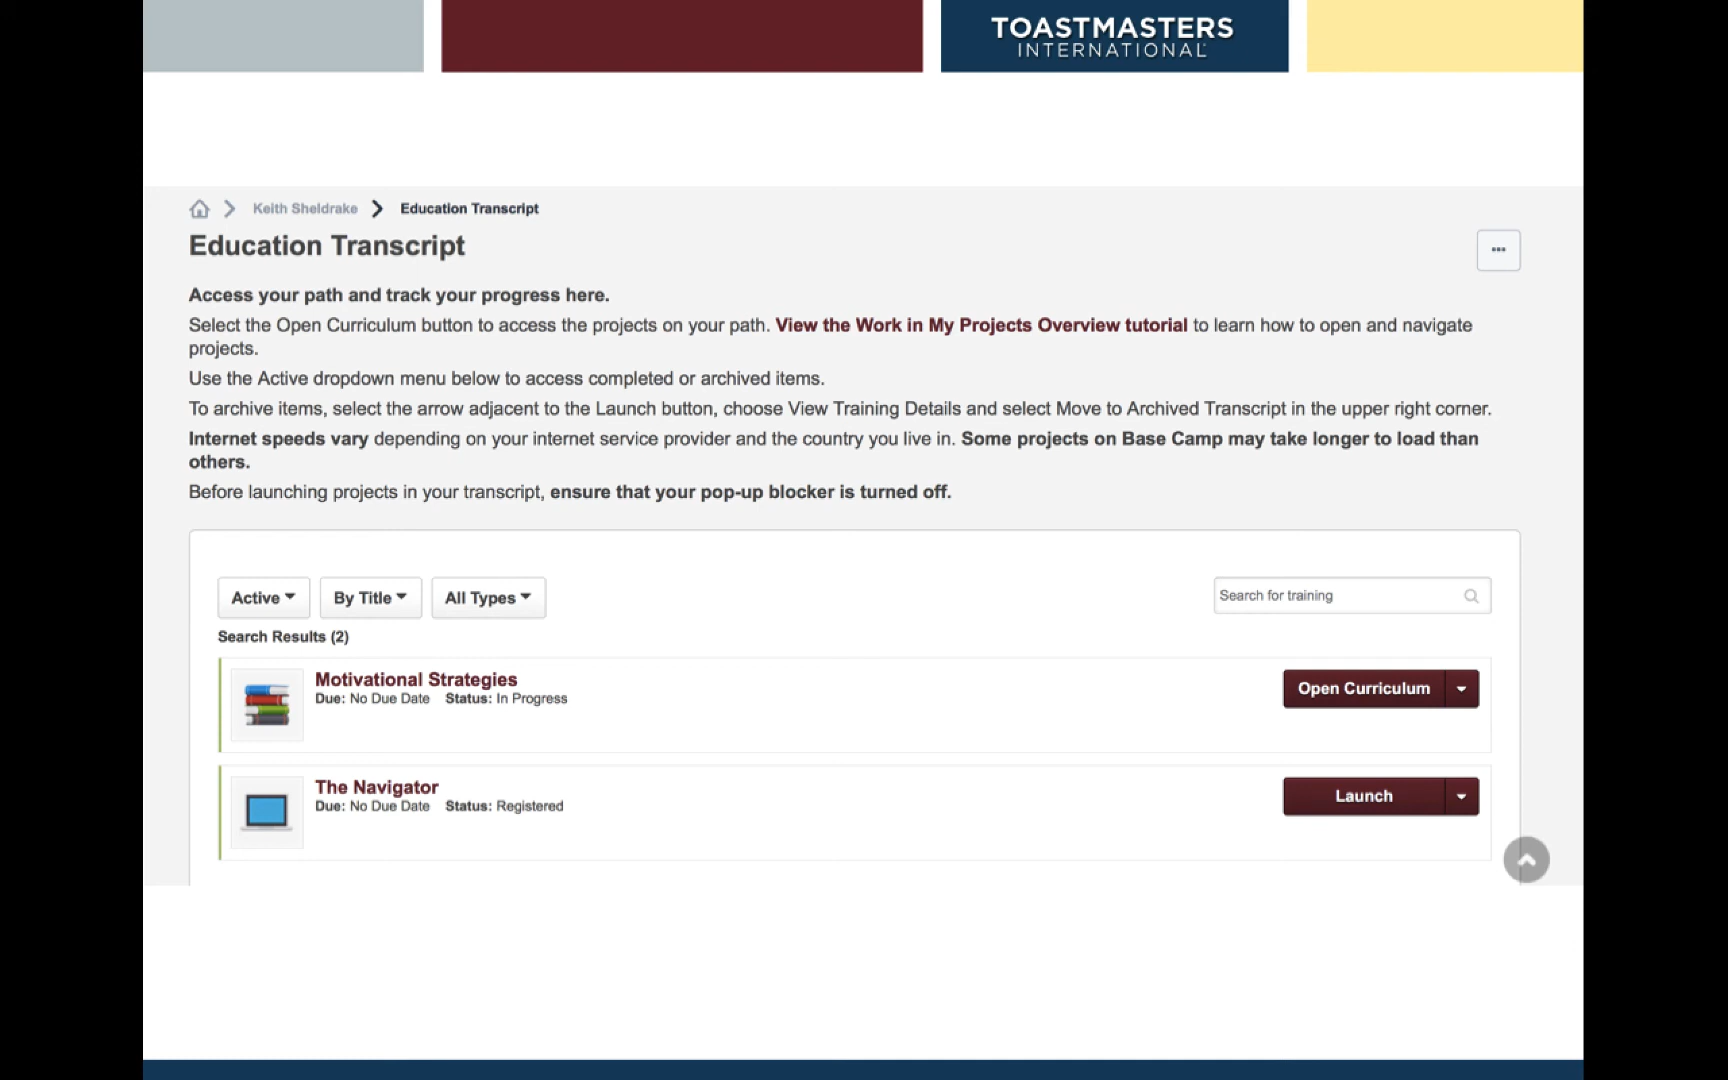 TOASTMASTERS
INTERNATIONAL
Keith Sheldrake
Education Transcript
Education Transcript
Access your path and track your progress here.
Select the Open Curriculum button to access the projects on your path. View the Work in My Projects Overview tutorial to learn how to open and navigate
projects.
Use the Active dropdown menu below to access completed or archived items.
To archive items, select the arrow adjacent to the Launch button, choose View Training Details and select Move to Archived Transcript in the upper right corner.
Internet speeds vary depending on your internet service provider and the country you live in. Some projects on Base Camp may take longer to load than
others.
Before launching projects in your transcript, ensure that your pop-up blocker is turned off.
Active By Title All Types Search for training
Search Results (2)
Motivational Strategies
Due: No Due Date Status: In Progress
Open Curriculum
The Navigator
Due: No Due Date Status: Registered
Launch